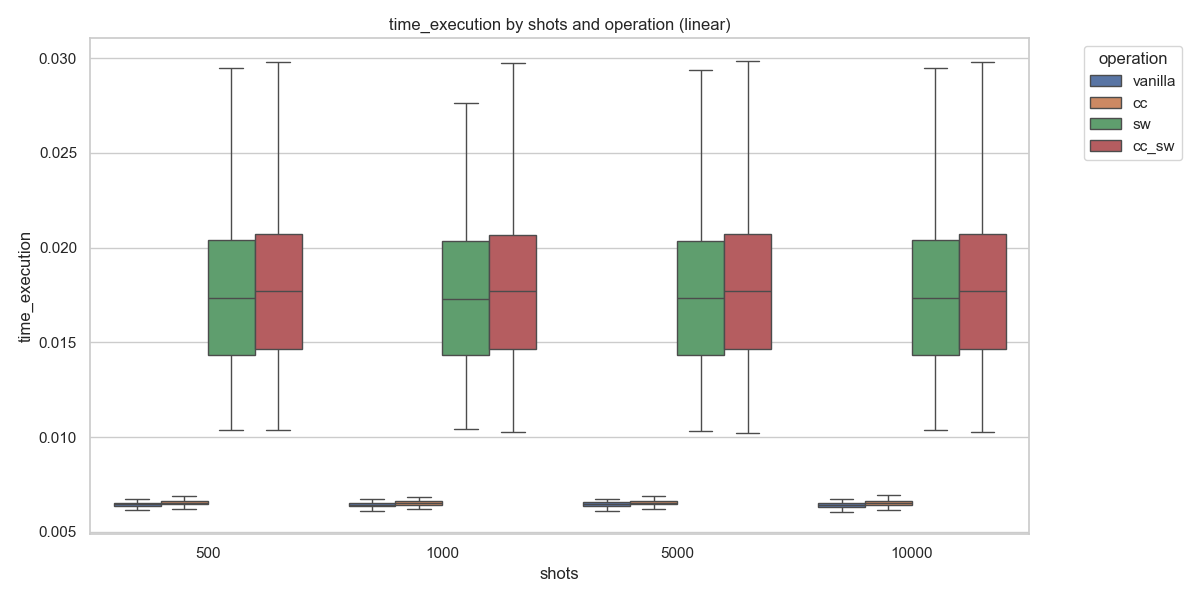 time_execution by shots and operation (linear)
operation
vanilla
cc
sw
cc_sw
time_execution
0.030
0.025
0.020
0.015
0.010
0.005
500
1000
5000
10000
shots